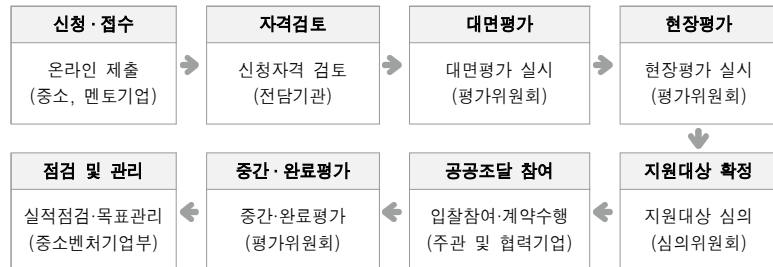 신청·접수
온라인 제출
(중소, 멘토기업)
자격검토
신청자격 검토
(전담기관)
대면평가
대면평가 실시
(평가위원회)
현장평가
현장평가 실시
(평가위원회)
지원대상 확정
지원대상 심의
(심의위원회)
공공조달 참여
입찰참여·계약수행
(주관 및 협력기업)
중간·완료평가
중간·완료평가
(평가위원회)
점검 및 관리
실적점검·목표관리
(중소벤처기업부)